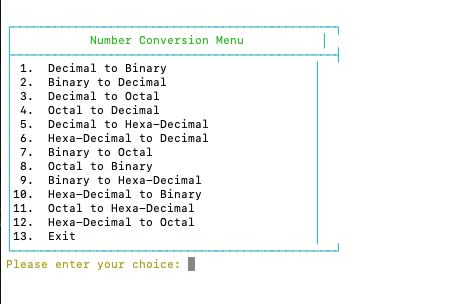 Number Conversion Menu
1. Decimal to Binary
2. Binary to Decimal
3. Decimal to Octal
4. Octal to Decimal
5. Decimal to Hexa-Decimal
6. Hexa-Decimal to Decimal
7. Binary to Octal
8. Octal to Binary
9. Binary to Hexa-Decimal
10. Hexa-Decimal to Binary
11. Octal to Hexa-Decimal
12. Hexa-Decimal to Octal
13. Exit
Please enter your choice: